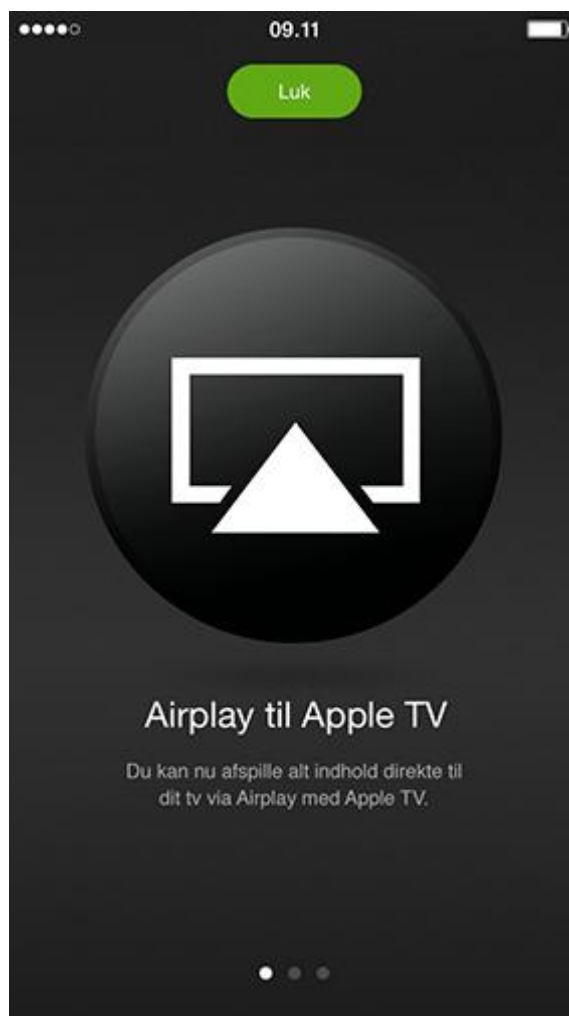 09.11
Luk
Airplay til Apple TV
Du kan nu afspille alt indhold direkte til
dit tv via Airplay med Apple TV.